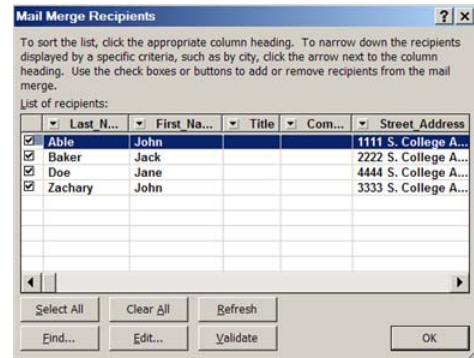 Mail Merge Recipients
To sort the list, click the appropriate column heading. To narrow down the recipients
displayed by a specific criteria, such as by city, click the arrow next to the column
heading. Use the check boxes or buttons to add or remove recipients from the mail
merge.
List of recipients:
Last_N... First_Na... Title Com... Street_Address
Able John 1111 S. College A...
Baker Jack 2222 S. College A...
Doe Jane 4444 S. College A...
Zachary John 3333 S. College A...
Select All Clear All Refresh
Find... Edit... Validate OK